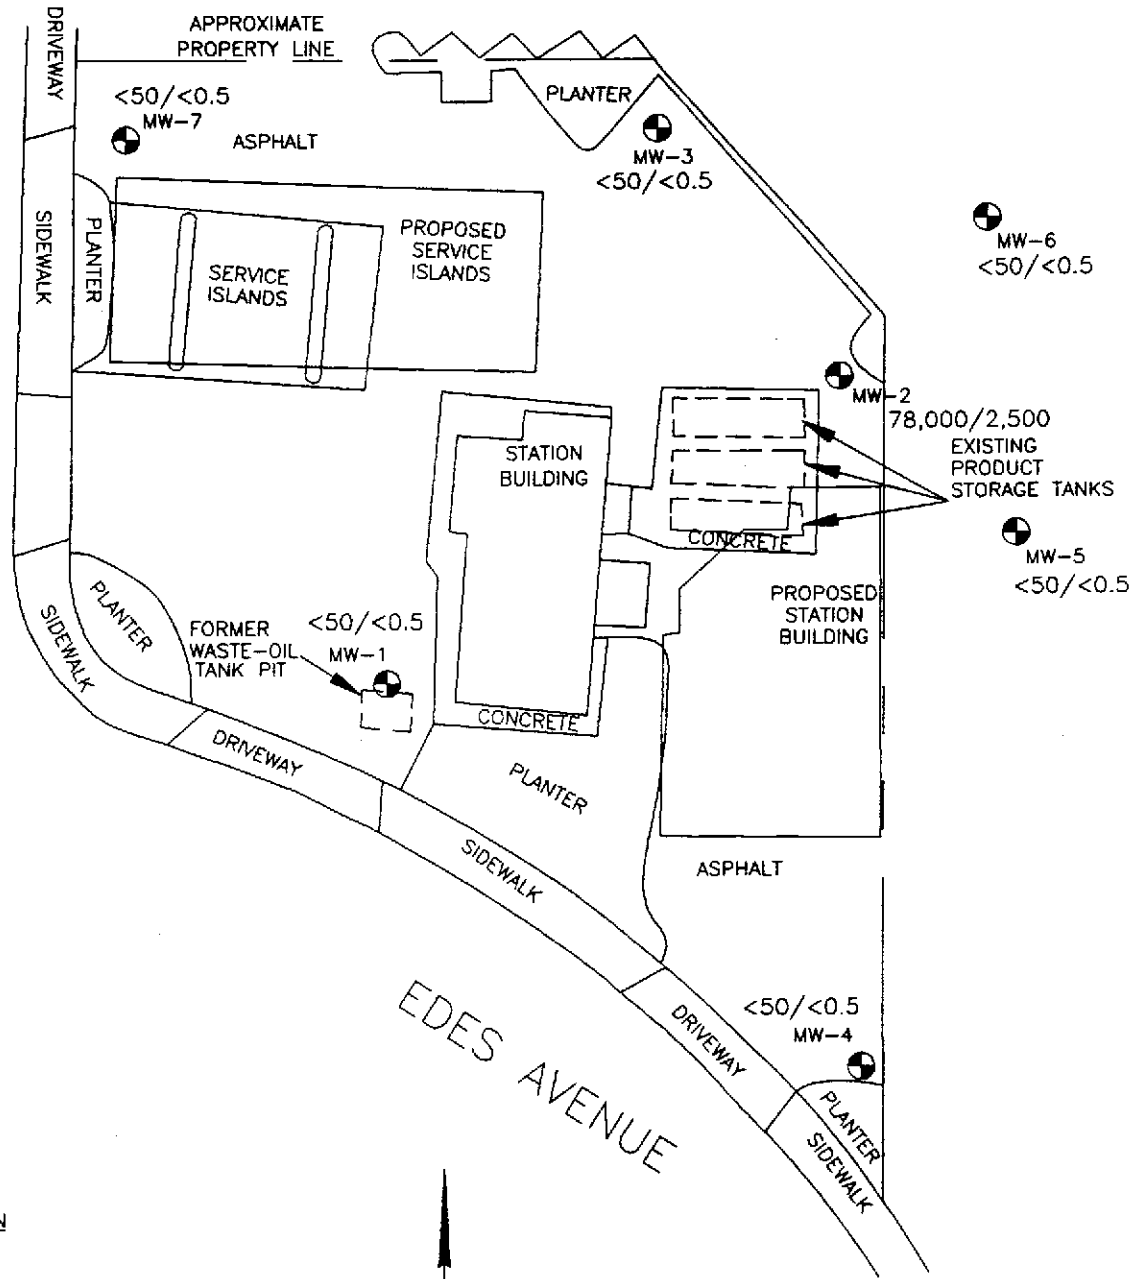 DRIVEWAY
APPROXIMATE
PROPERTY LINE
<50/<0.5
MW-7
ASPHALT
PLANTER
MW-3
<50/<0.5
SIDEWALK
PLANTER
SERVICE
ISLANDS
PROPOSED
SERVICE
ISLANDS
MW-6
<50/<0.5
MW-2
78,000/2,500
EXISTING
PRODUCT
STORAGE TANKS
STATION
BUILDING
CONCRETE
MW-5
<50/<0.5
PROPOSED
STATION
BUILDING
PLANTER
SIDEWALK
FORMER
WASTE-OIL
TANK PIT
<50/<0.5
MW-1
CONCRETE
DRIVEWAY
PLANTER
SIDEWALK
ASPHALT
EDES AVENUE
<50/<0.5
MW-4
DRIVEWAY
PLANTER
SIDEWALK
N